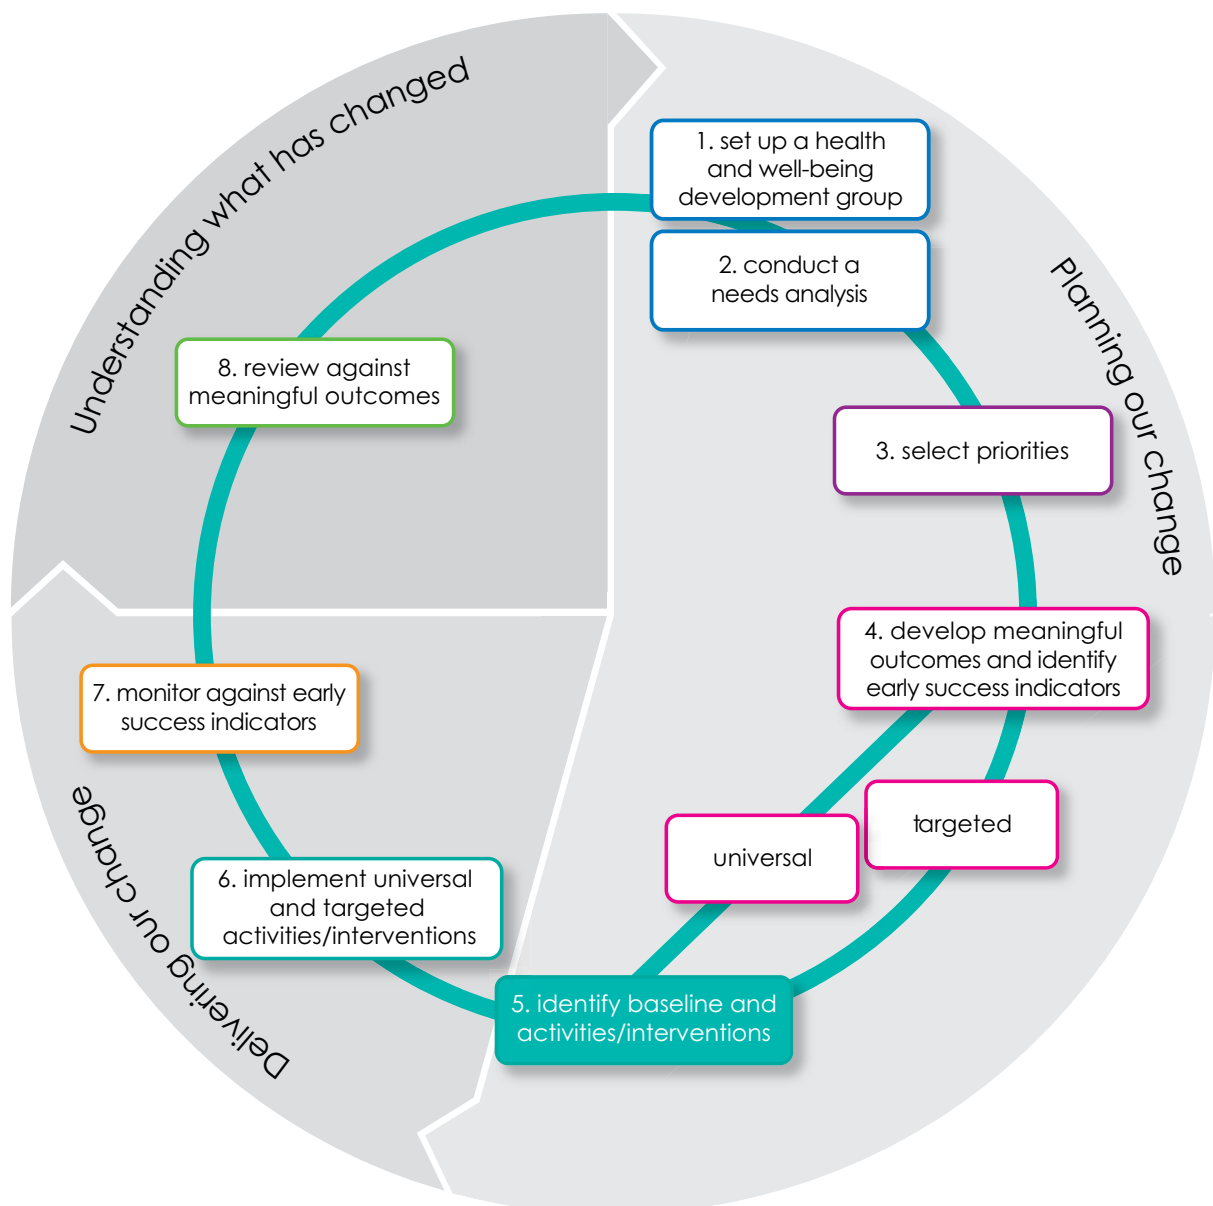 Understanding what has changed
Planning our change
Delivering our change
1. set up a health
and well-being
development group
2. conduct a
needs analysis
3. select priorities
4. develop meaningful
outcomes and identify
early success indicators
targeted
universal
5. identify baseline and
activities/interventions
6. implement universal
and targeted
activities/interventions
7. monitor against early
success indicators
8. review against
meaningful outcomes